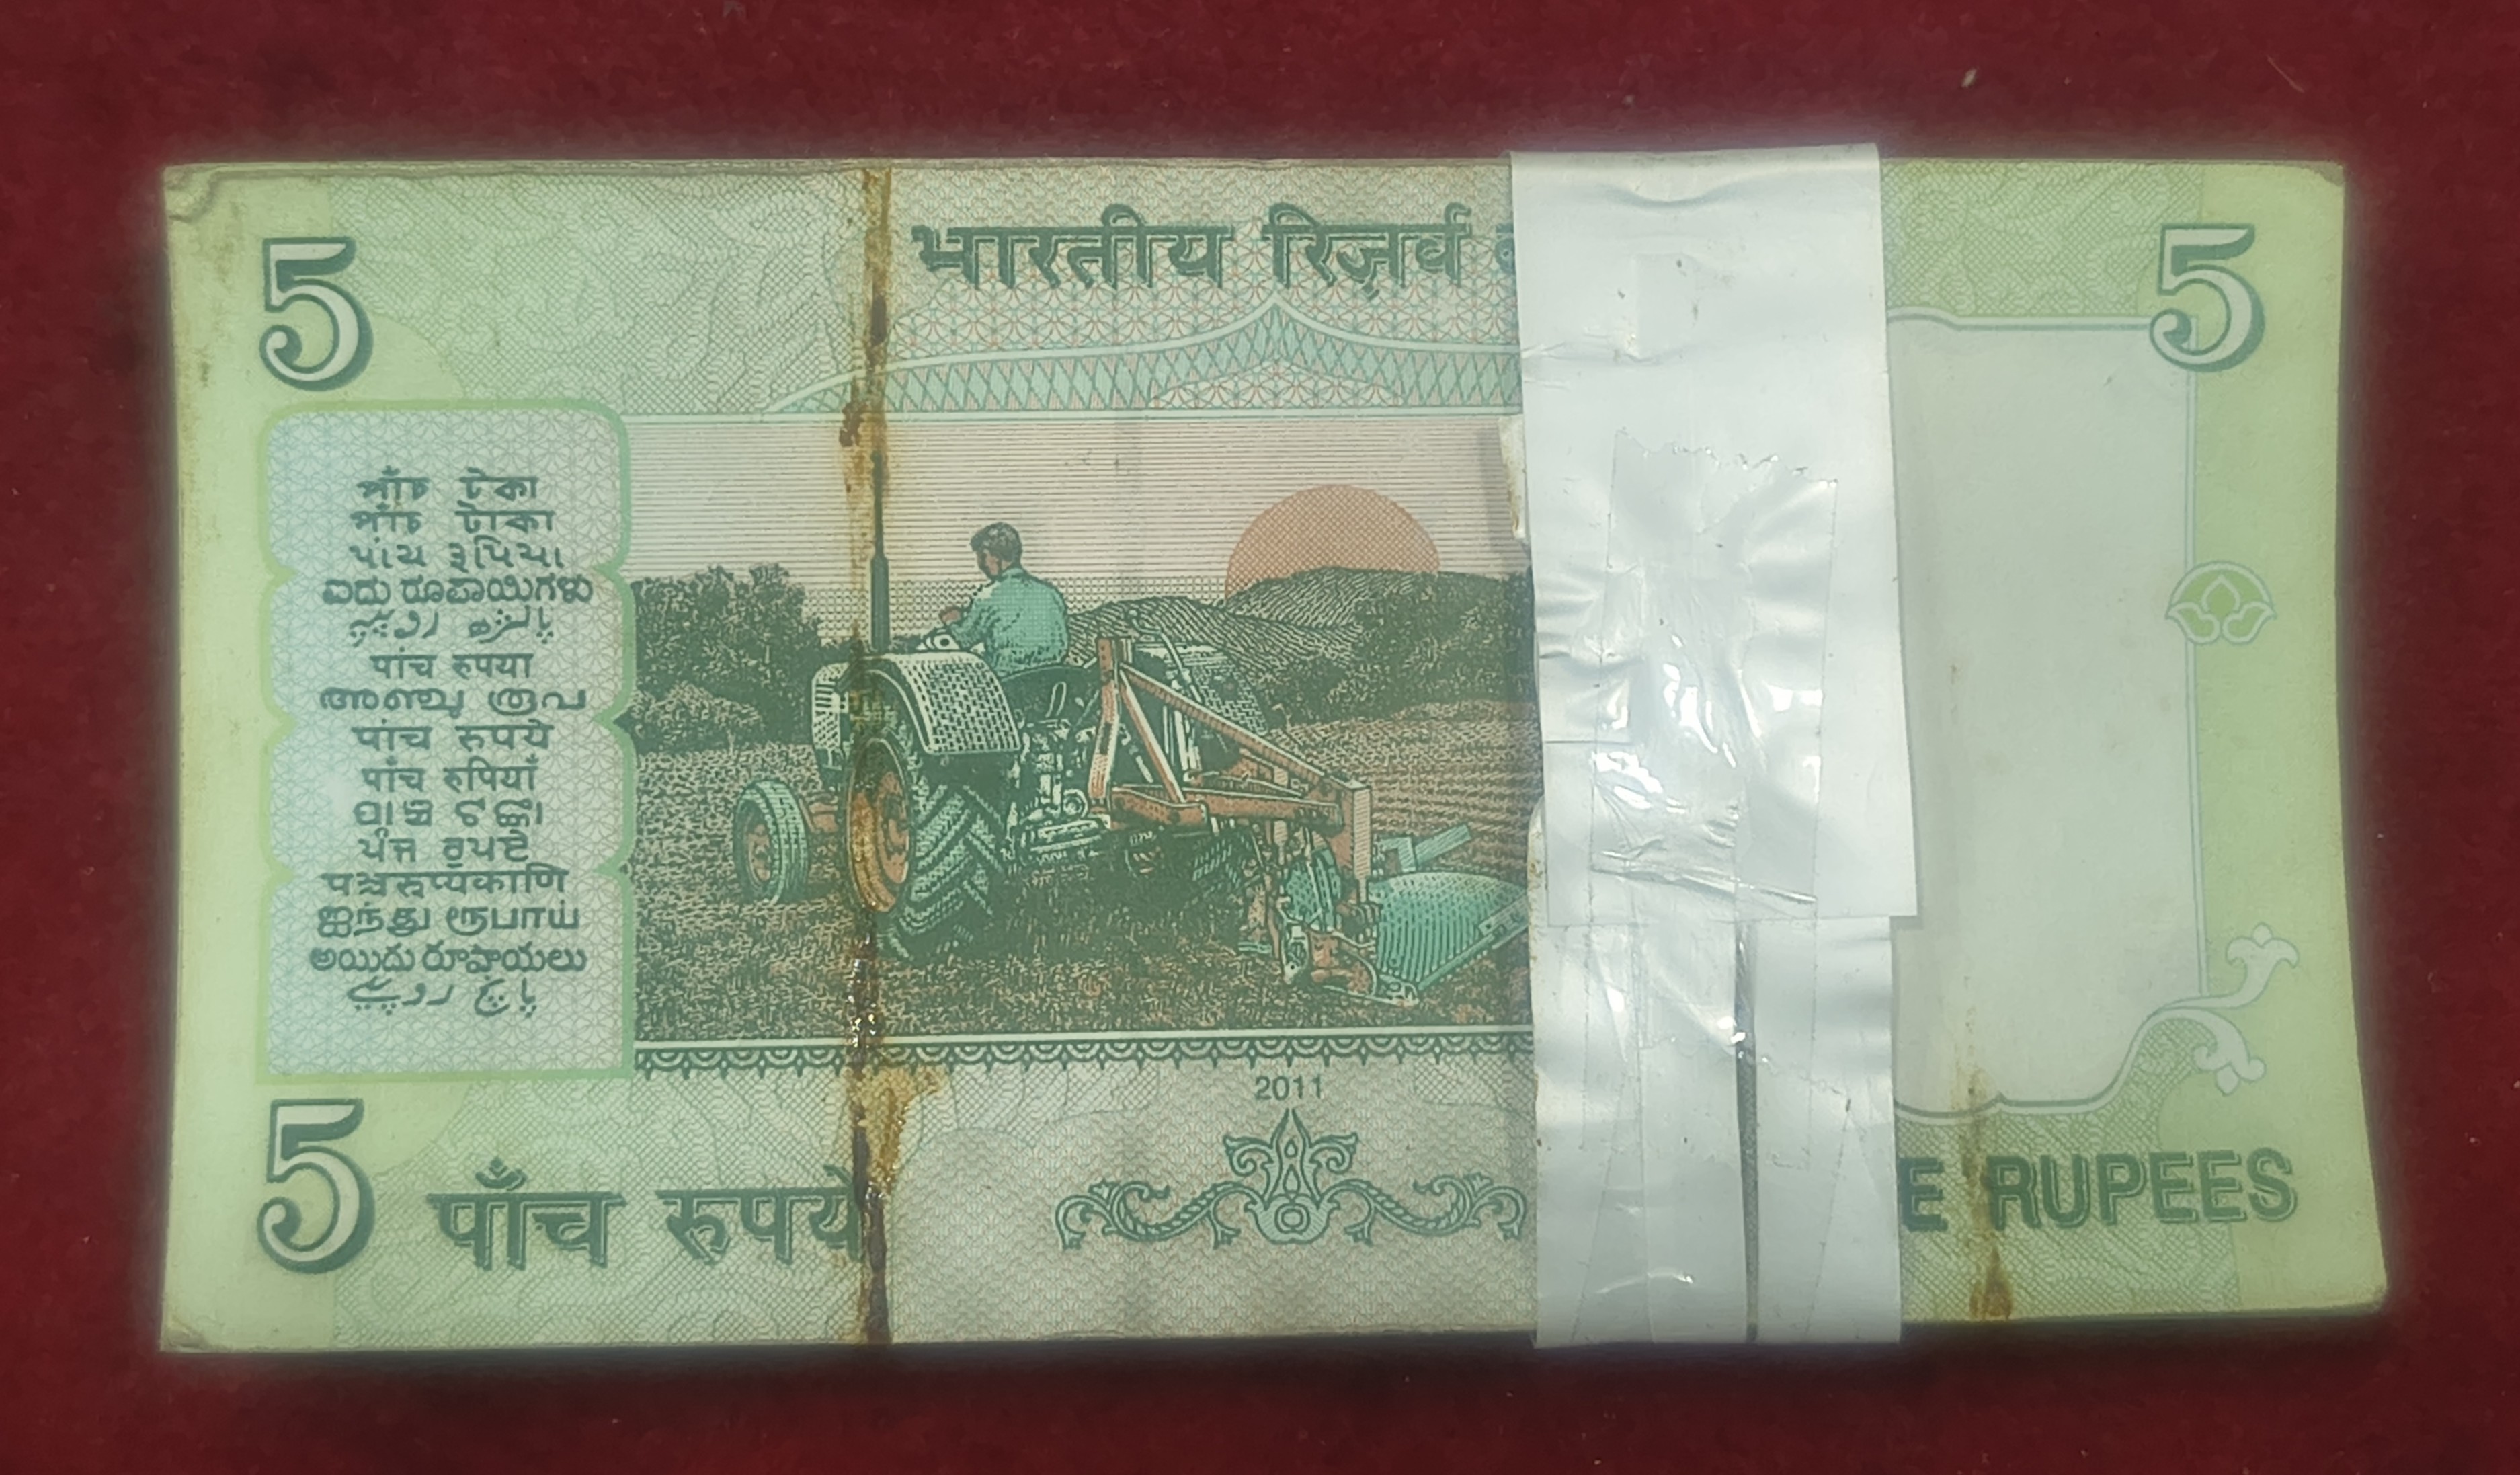 5
भारतीय रिज़र्व
5
পাঁচ টকা
পাঁচ টাকা
પાંચ રૂપિયા
ಐದು ರೂಪಾಯಿಗಳು
پانژھ روپیہ
पांच रुपया
അഞ്ചു രൂപ
पांच रुपये
पाँच रुपियाँ
ପାଞ୍ଚ ଟଙ୍କା
ਪੰਜ ਰੁਪਏ
पञ्चरुप्यकाणि
ஐந்து ரூபாய்
అయిదు రూపాయలు
پانچ روپیے
2011
5
पाँच रुपये
E RUPEES